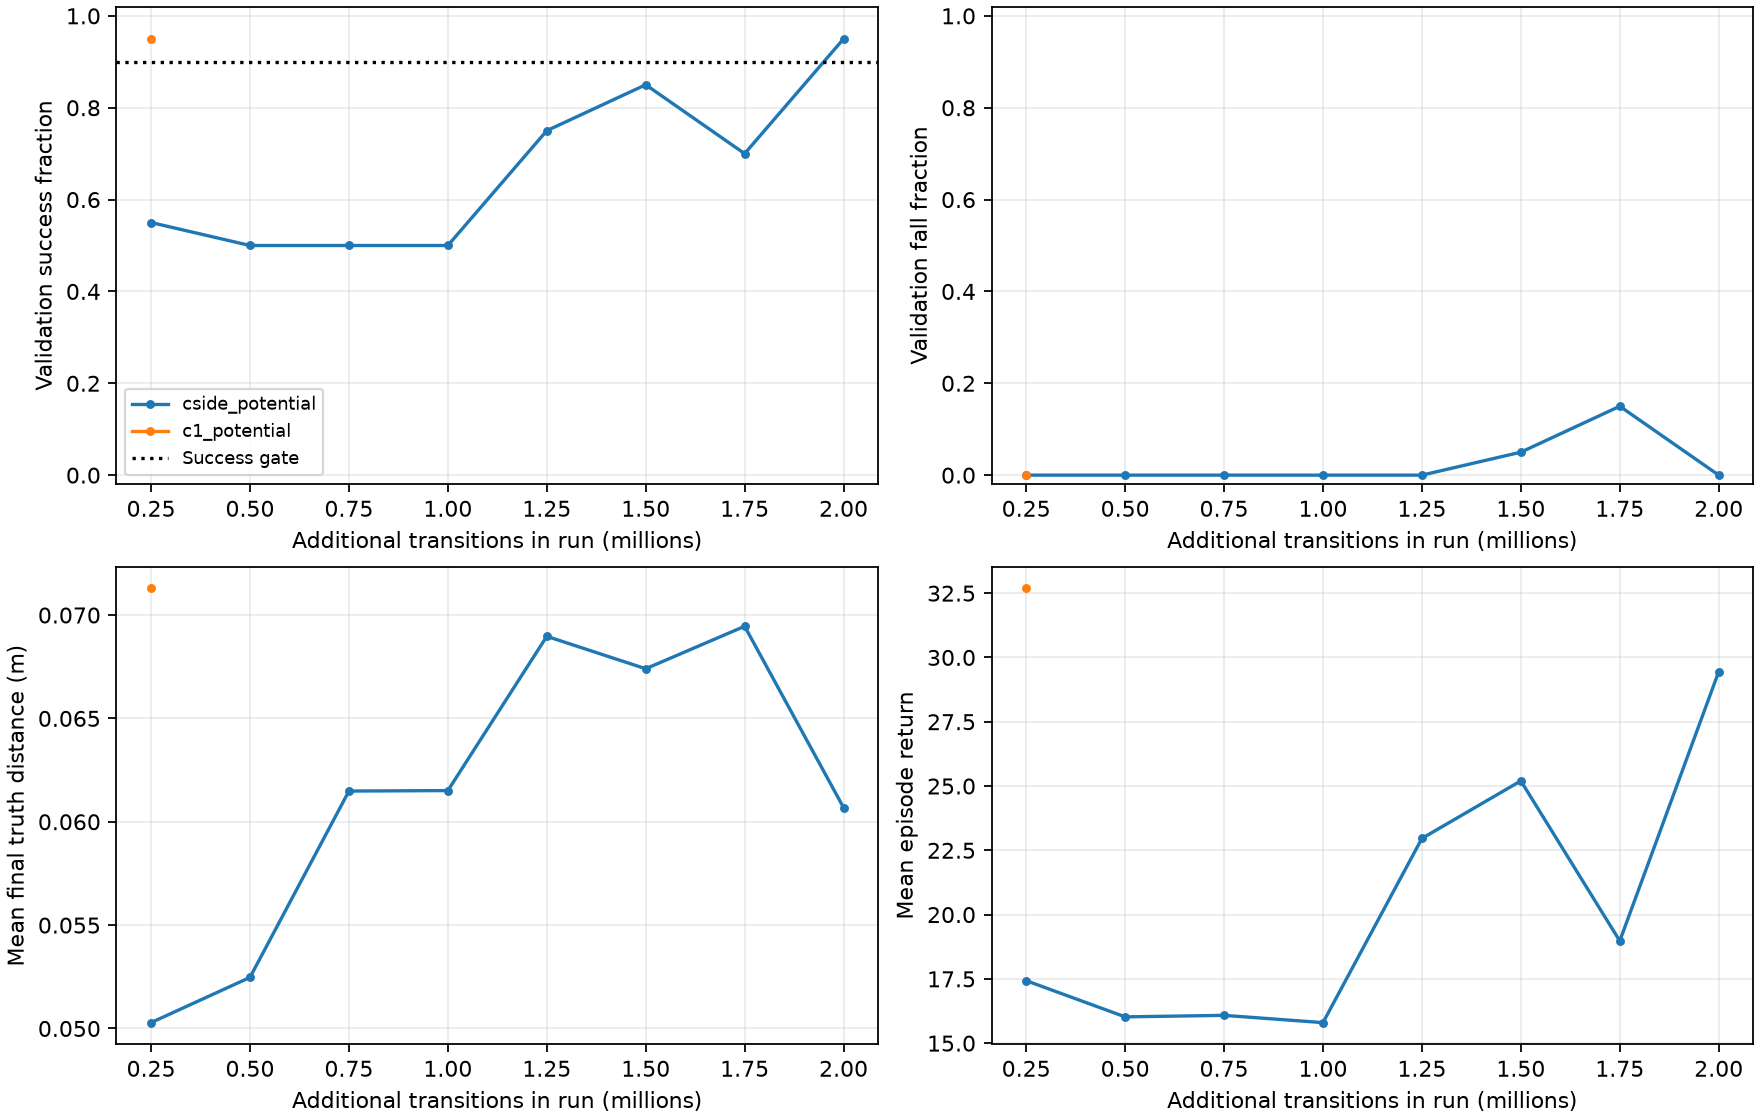 1.0
0.8
0.6
0.4
0.2
0.0
Validation success fraction
cside_potential
c1_potential
Success gate
0.25 0.50 0.75 1.00 1.25 1.50 1.75 2.00
Additional transitions in run (millions)
1.0
0.8
0.6
0.4
0.2
0.0
Validation fall fraction
0.25 0.50 0.75 1.00 1.25 1.50 1.75 2.00
Additional transitions in run (millions)
0.070
0.065
0.060
0.055
0.050
Mean final truth distance (m)
0.25 0.50 0.75 1.00 1.25 1.50 1.75 2.00
Additional transitions in run (millions)
32.5
30.0
27.5
25.0
22.5
20.0
17.5
15.0
Mean episode return
0.25 0.50 0.75 1.00 1.25 1.50 1.75 2.00
Additional transitions in run (millions)